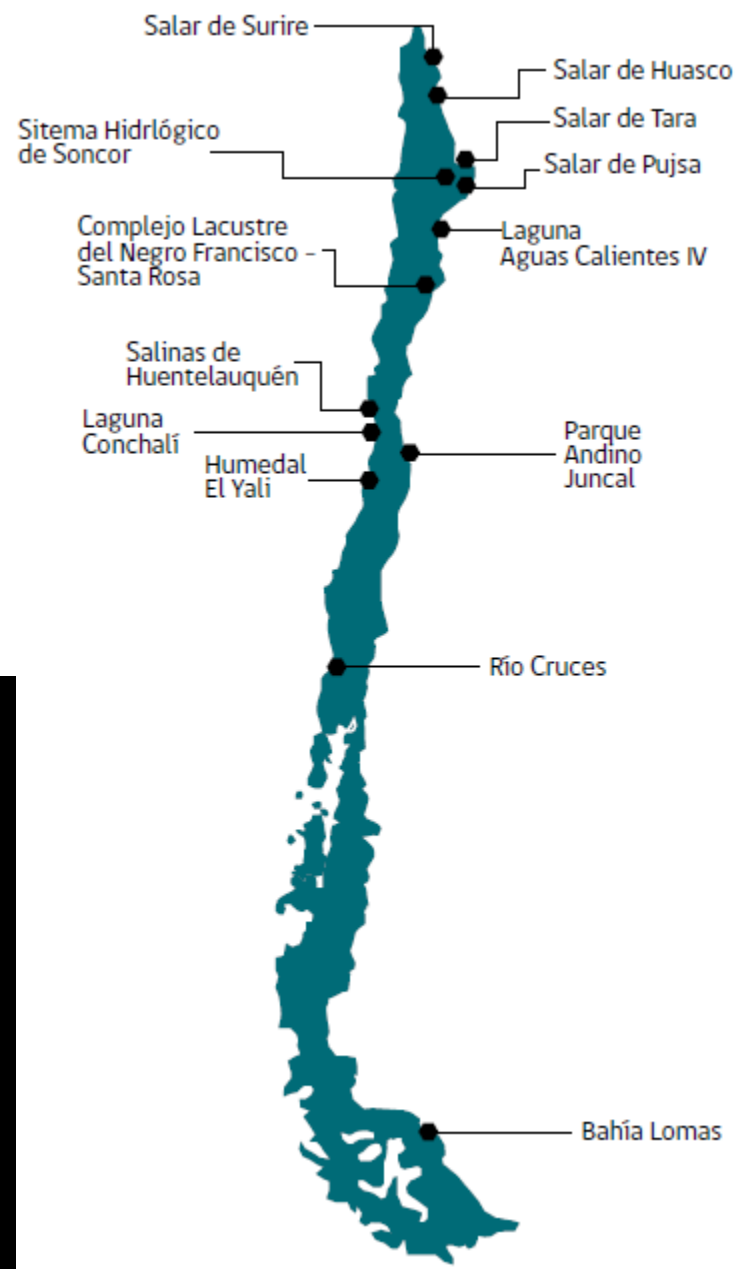 Salar de Surire
Salar de Huasco
Salar de Tara
Sitema Hidrlógico
de Soncor
Salar de Pujsa
Complejo Lacustre
del Negro Francisco -
Santa Rosa
Laguna
Aguas Calientes IV
Salinas de
Huentelauquén
Laguna
Conchalí
Parque
Andino
Juncal
Humedal
El Yali
Río Cruces
Bahía Lomas